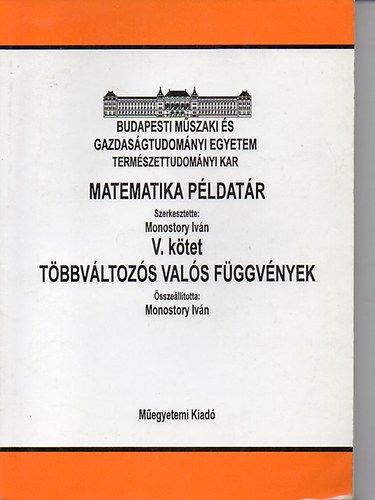 BUDAPESTI MŰSZAKI ÉS
GAZDASÁGTUDOMÁNYI EGYETEM
TERMÉSZETTUDOMÁNYI KAR
MATEMATIKA PÉLDATÁR
Szerkesztette:
Monostory Iván
V. kötet
TÖBBVÁLTOZÓS VALÓS FÜGGVÉNYEK
Összeállította:
Monostory Iván
Műegyetemi Kiadó